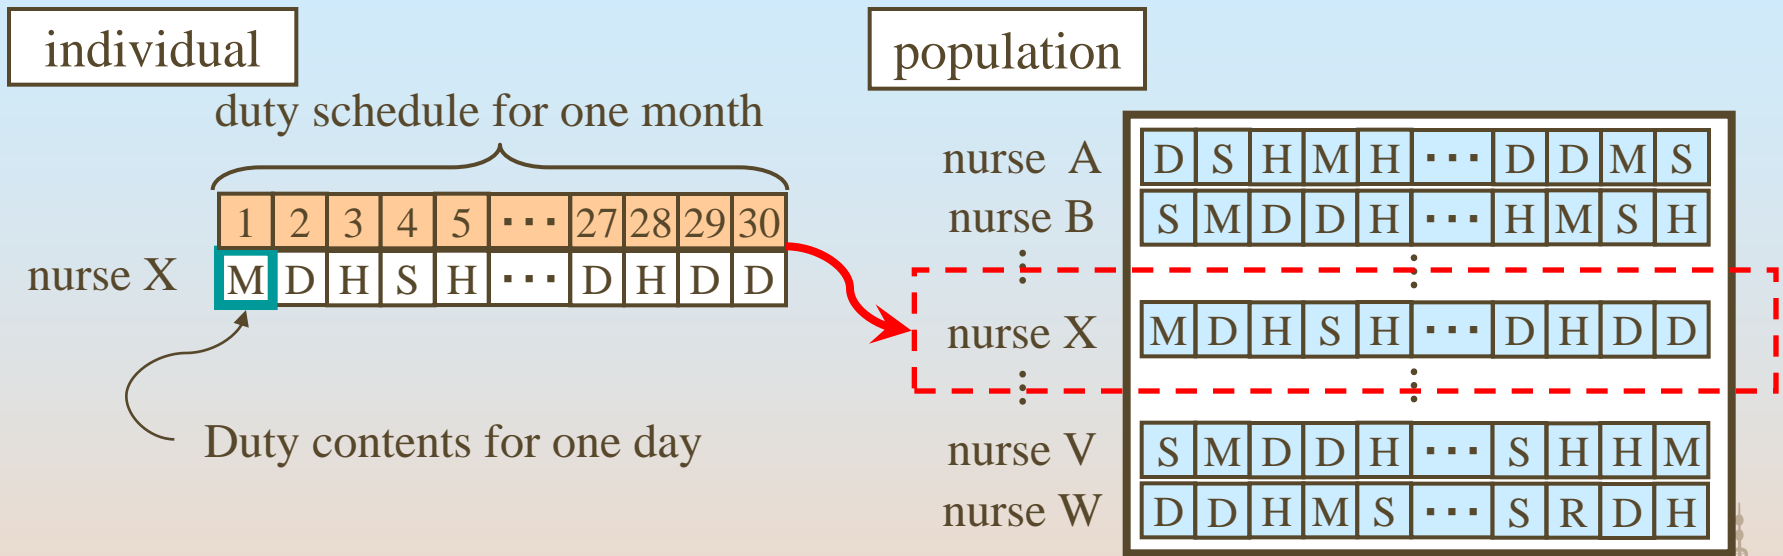 individual
duty schedule for one month
1 2 3 4 5 ··· 27 28 29 30
nurse X M D H S H ··· D H D D
Duty contents for one day
population
nurse A D S H M H ··· D D M S
nurse B S M D D H ··· H M S H
nurse X M D H S H ··· D H D D
nurse V S M D D H ··· S H H M
nurse W D D H M S ··· S R D H